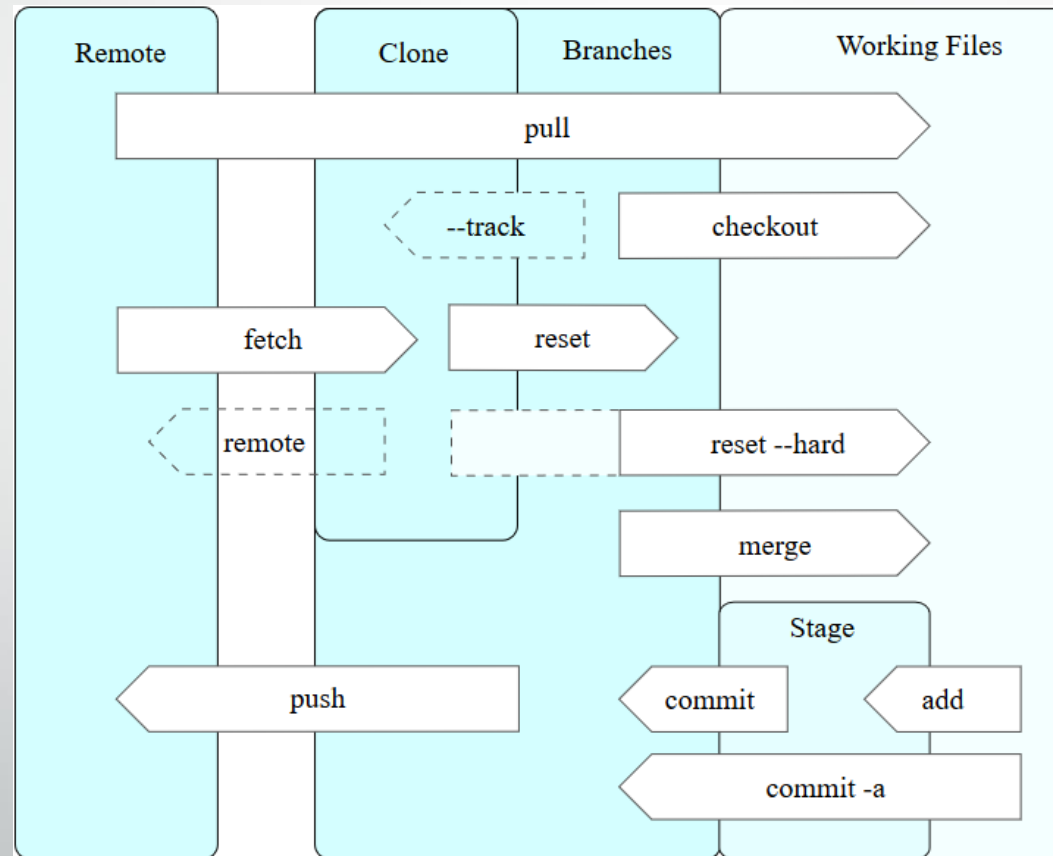 Remote
Clone
Branches
Working Files
pull
--track
checkout
fetch
reset
remote
reset --hard
merge
Stage
push
commit
add
commit -a